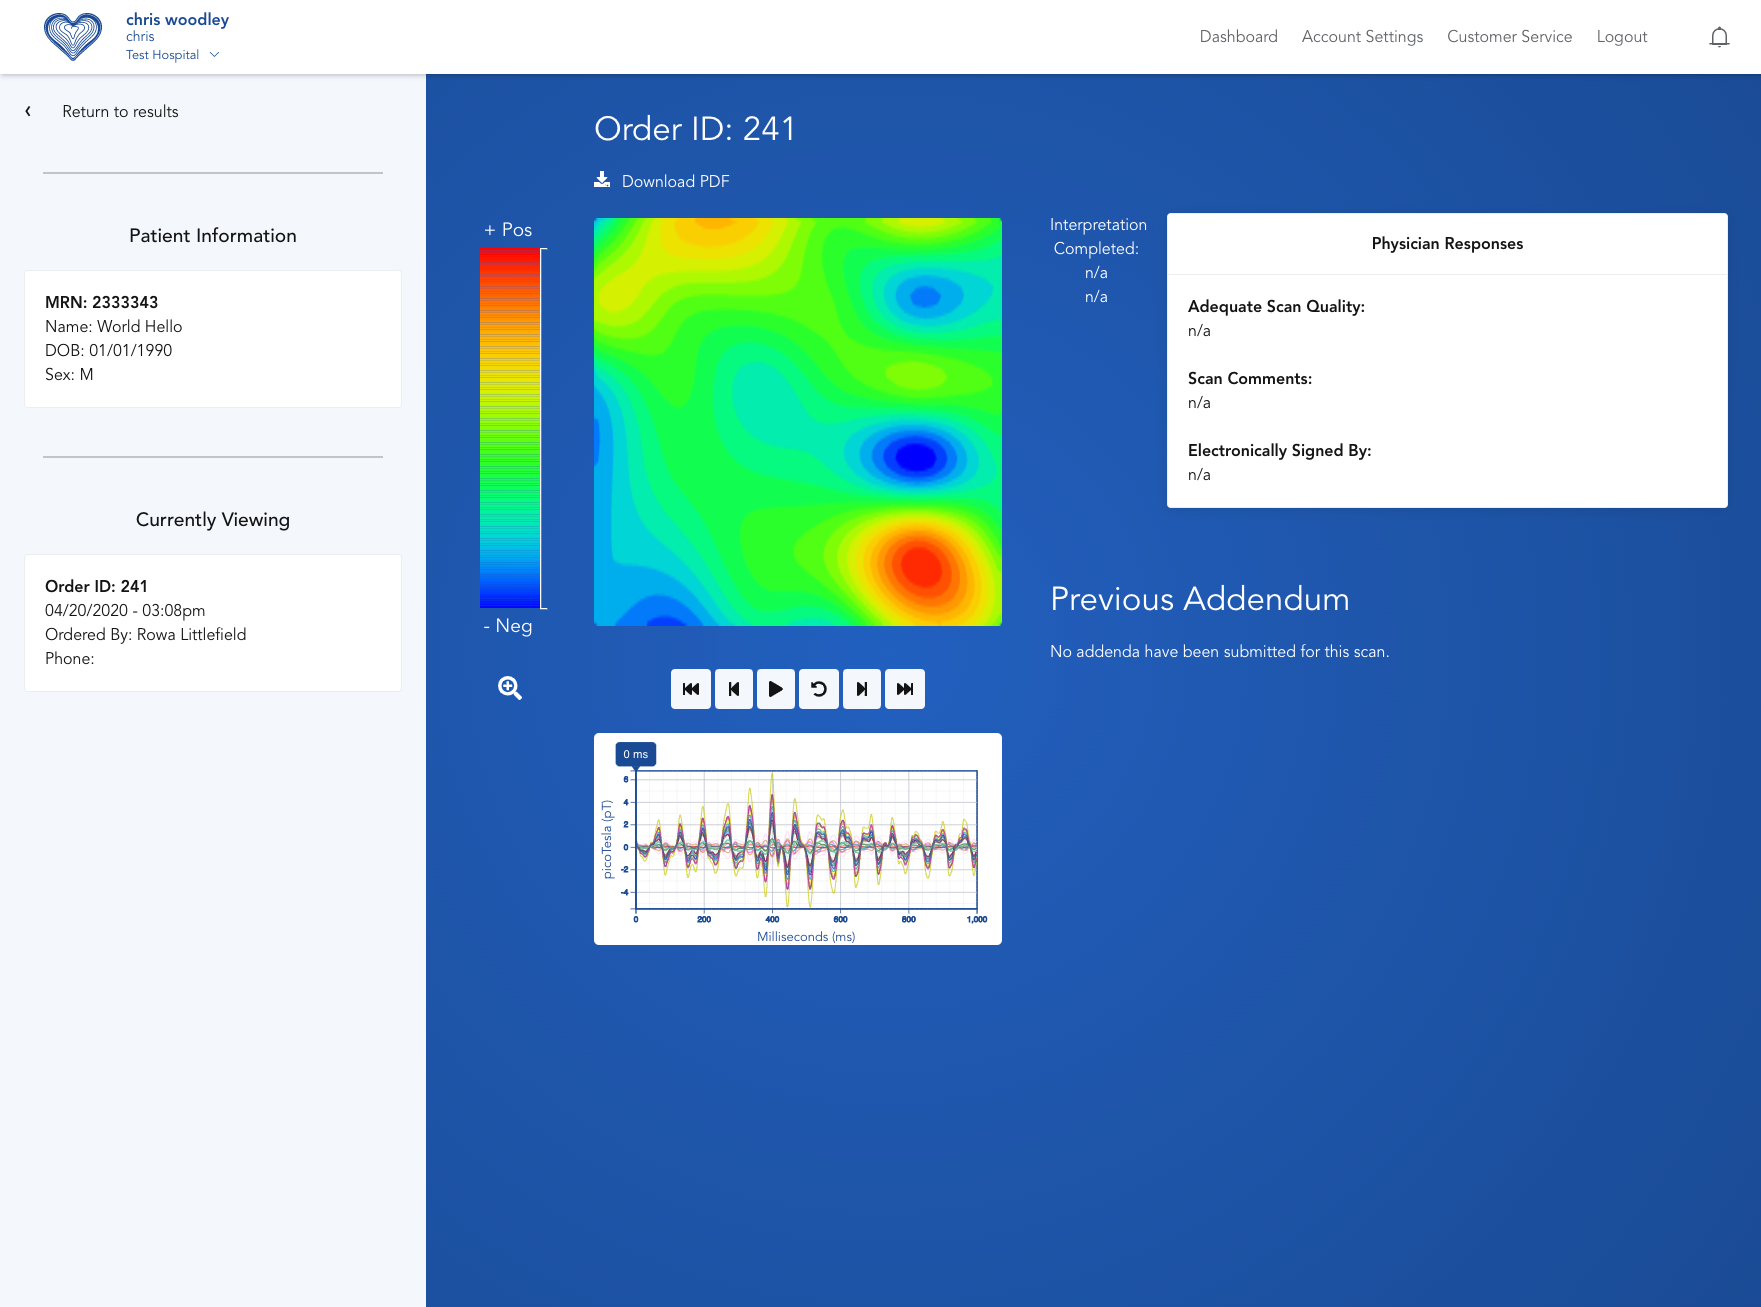 chris woodley
chris
Test Hospital
Dashboard Account Settings Customer Service Logout
Return to results
Patient Information
MRN: 2333343
Name: World Hello
DOB: 01/01/1990
Sex: M
Currently Viewing
Order ID: 241
04/20/2020 - 03:08pm
Ordered By: Rowa Littlefield
Phone:
Order ID: 241
Download PDF
+ Pos
- Neg
Interpretation
Completed:
n/a
n/a
Physician Responses
Adequate Scan Quality:
n/a
Scan Comments:
n/a
Electronically Signed By:
n/a
Previous Addendum
No addenda have been submitted for this scan.
0 ms
picoTesla (pT)
6
4
2
0
-2
-4
0 200 400 600 800 1,000
Milliseconds (ms)